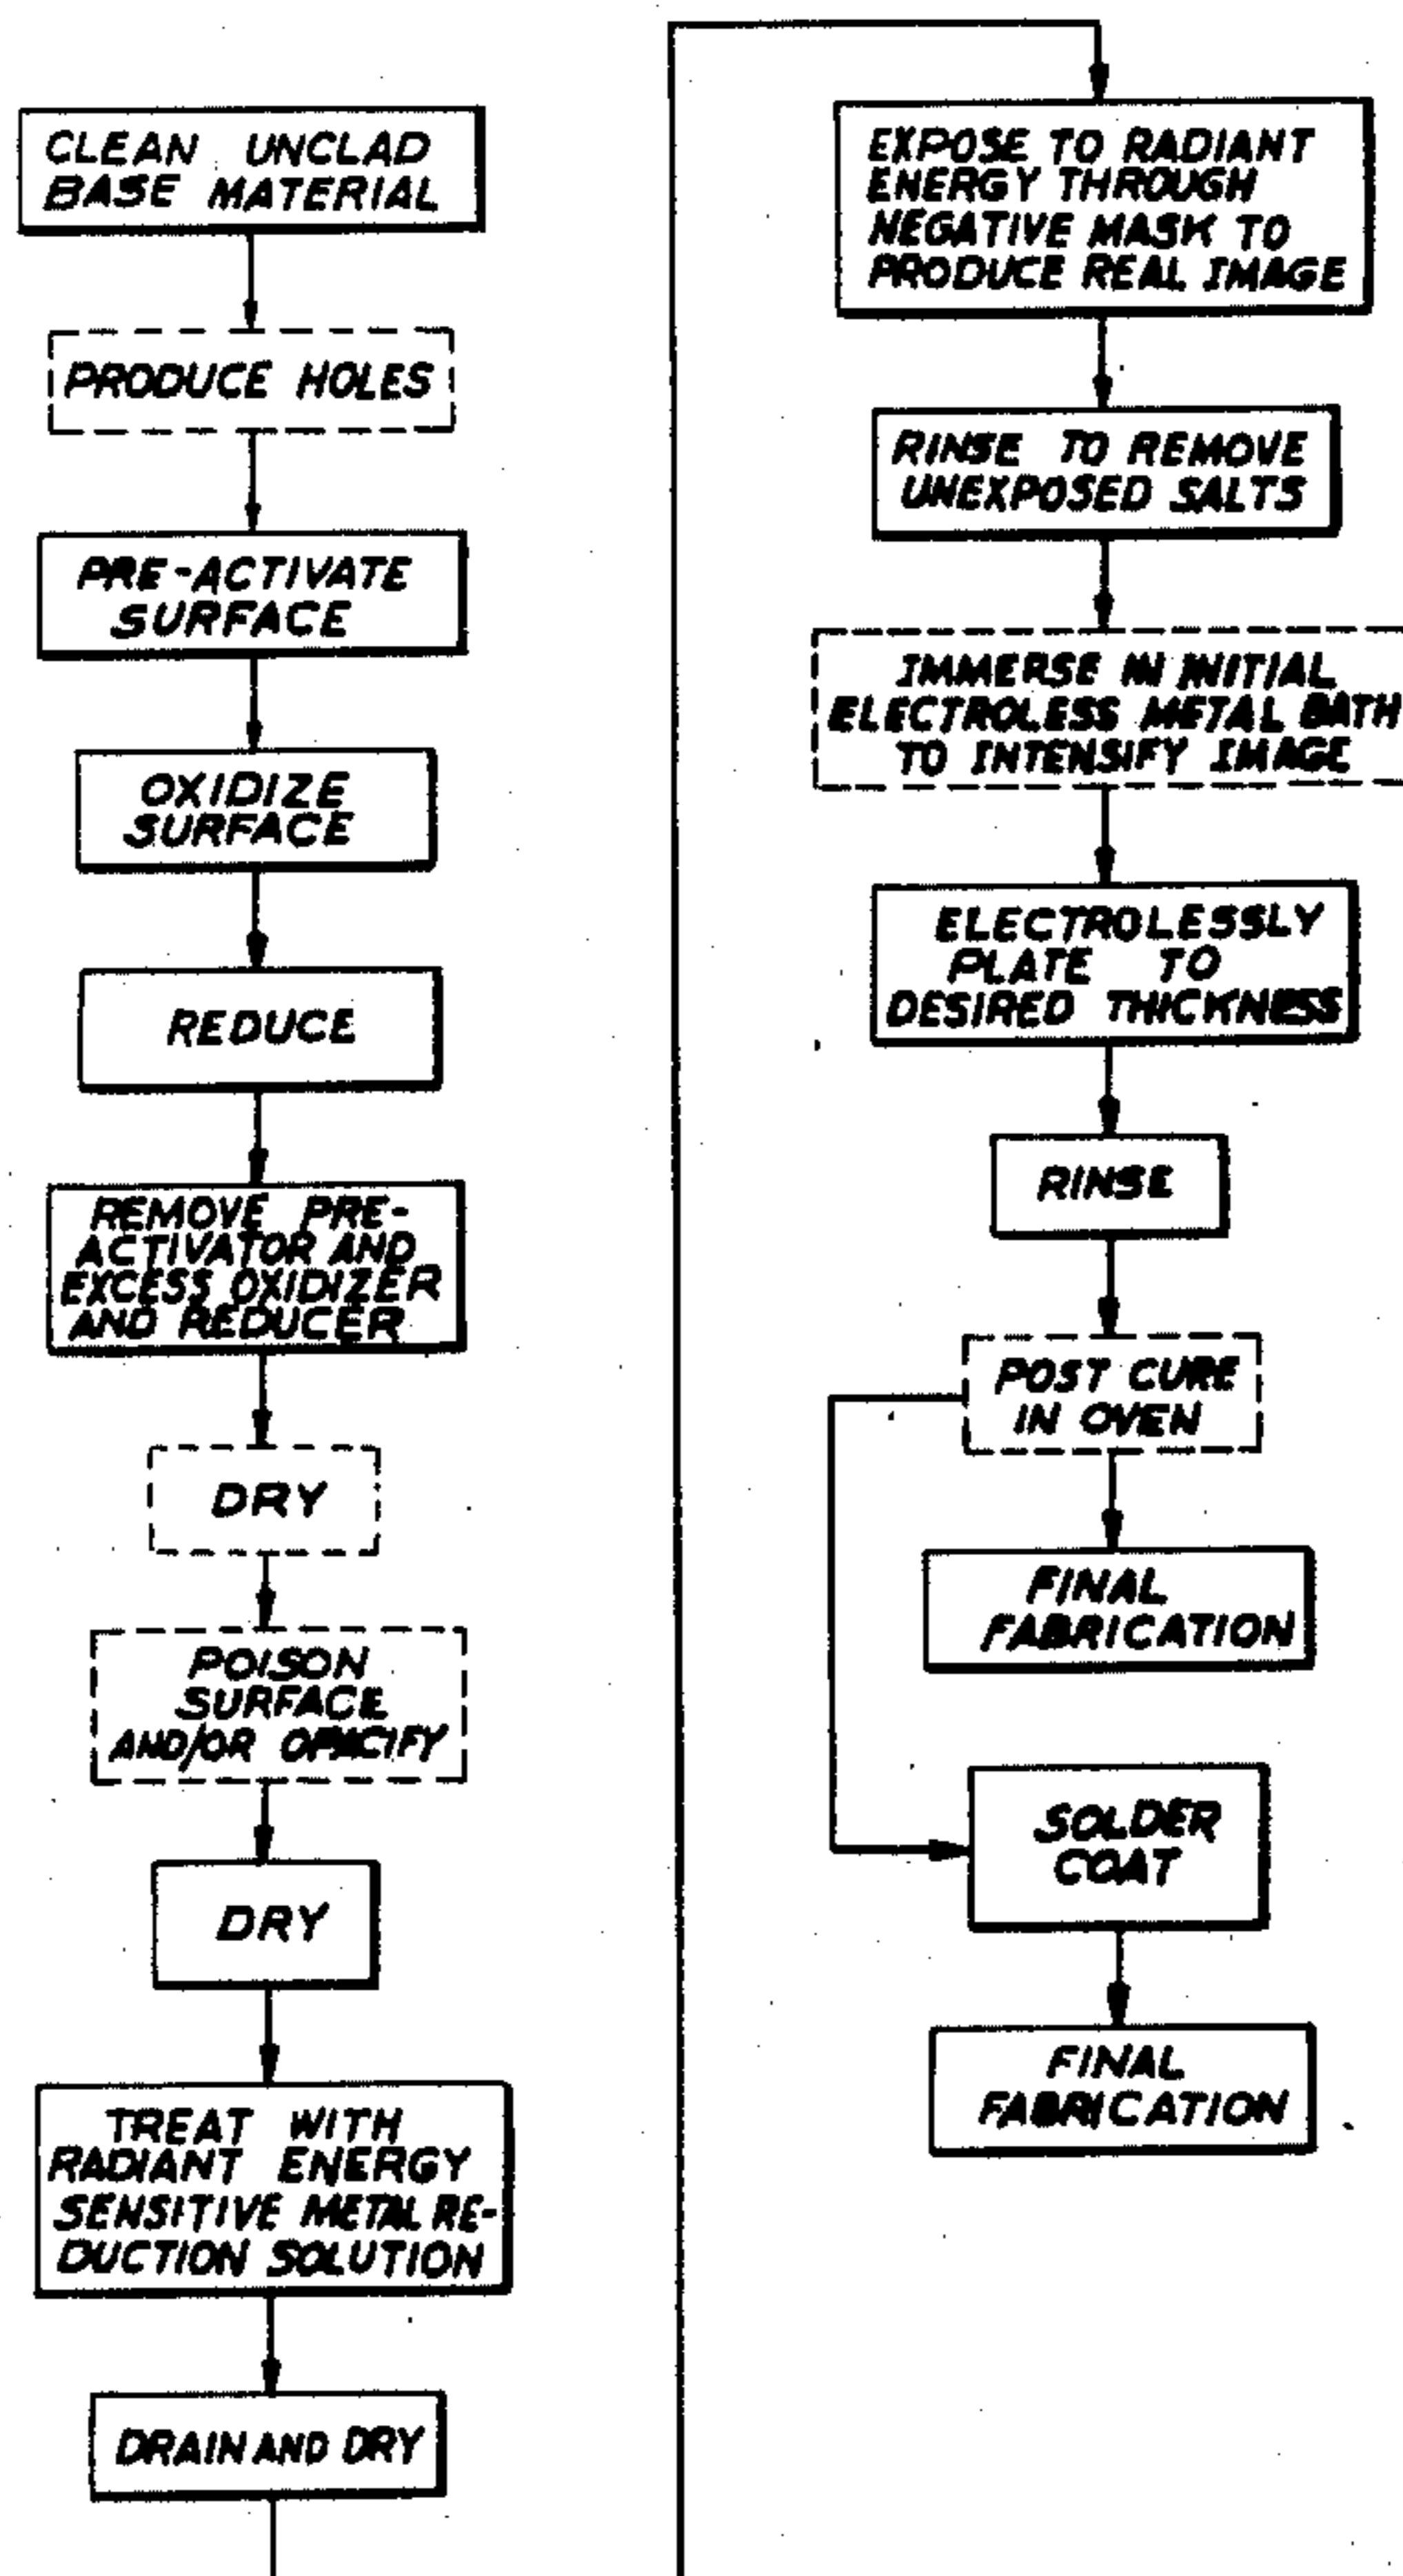 CLEAN UNCLAD
BASE MATERIAL
PRODUCE HOLES
PRE-ACTIVATE
SURFACE
OXIDIZE
SURFACE
REDUCE
REMOVE PRE-
ACTIVATOR AND
EXCESS OXIDIZER
AND REDUCER
DRY
POISON
SURFACE
AND/OR OPACIFY
DRY
TREAT WITH
RADIANT ENERGY
SENSITIVE METAL RE-
DUCTION SOLUTION
DRAIN AND DRY
EXPOSE TO RADIANT
ENERGY THROUGH
NEGATIVE MASK TO
PRODUCE REAL IMAGE
RINSE TO REMOVE
UNEXPOSED SALTS
IMMERSE IN INITIAL
ELECTROLESS METAL BATH
TO INTENSIFY IMAGE
ELECTROLESSLY
PLATE TO
DESIRED THICKNESS
RINSE
POST CURE
IN OVEN
FINAL
FABRICATION
SOLDER
COAT
FINAL
FABRICATION